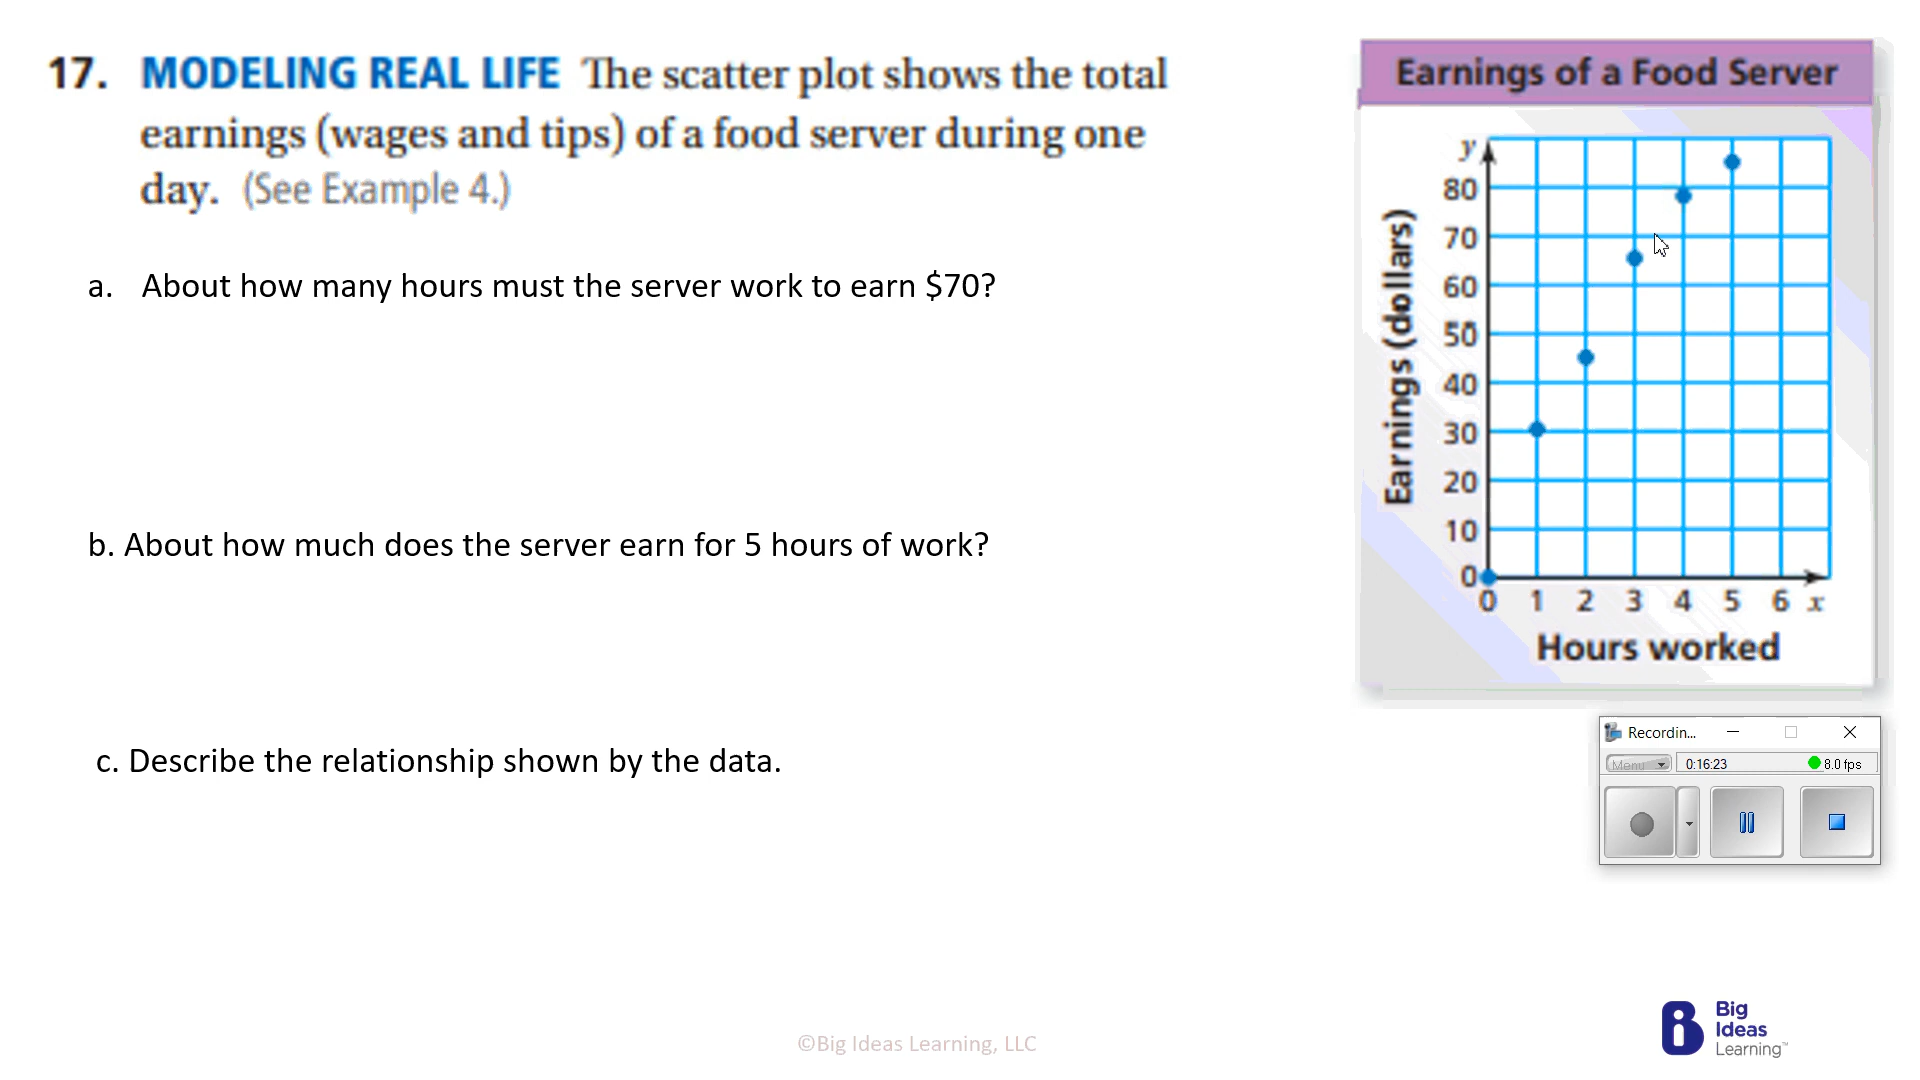 17. MODELING REAL LIFE The scatter plot shows the total
earnings (wages and tips) of a food server during one
day. (See Example 4.)
a. About how many hours must the server work to earn $70?
b. About how much does the server earn for 5 hours of work?
c. Describe the relationship shown by the data.
Earnings of a Food Server
y
80
70
60
50
40
30
20
10
0
Earnings (dollars)
0 1 2 3 4 5 6 x
Hours worked
Recordin...
Menu 0:16:23 8.0 fps
©Big Ideas Learning, LLC
Big
Ideas
Learning™